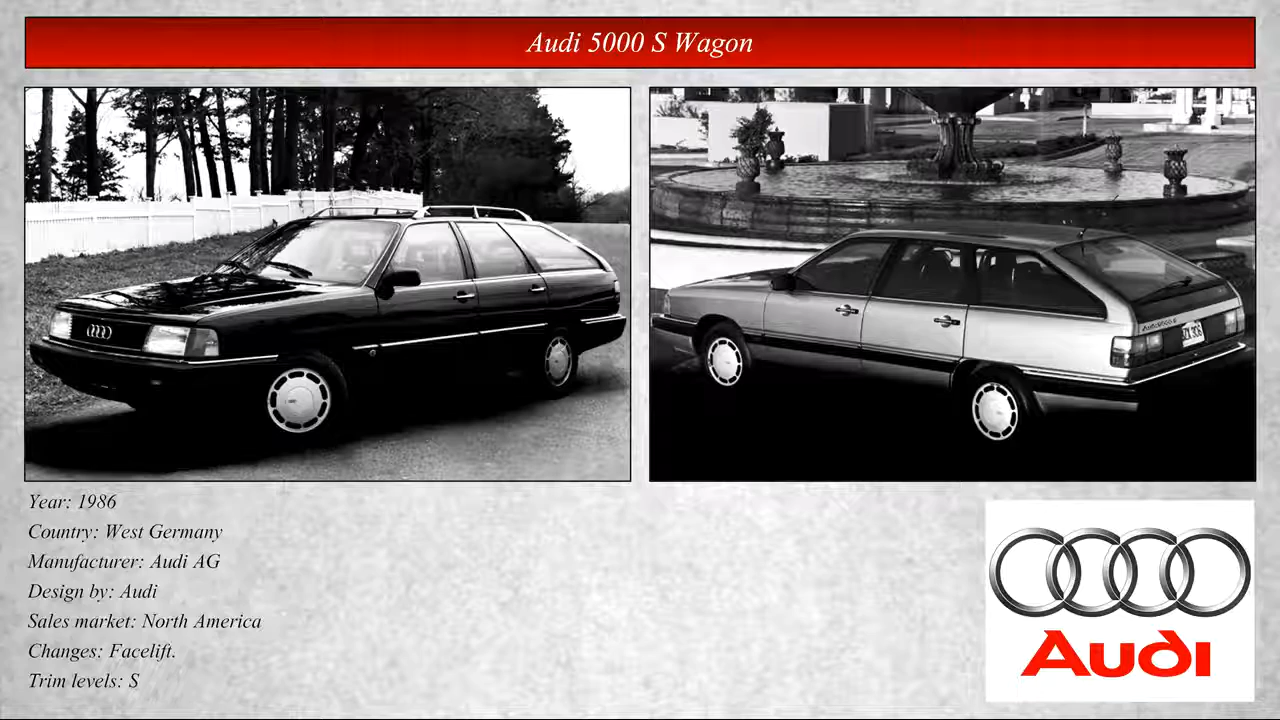 Audi 5000 S Wagon
Year: 1986
Country: West Germany
Manufacturer: Audi AG
Design by: Audi
Sales market: North America
Changes: Facelift.
Trim levels: S
Audi